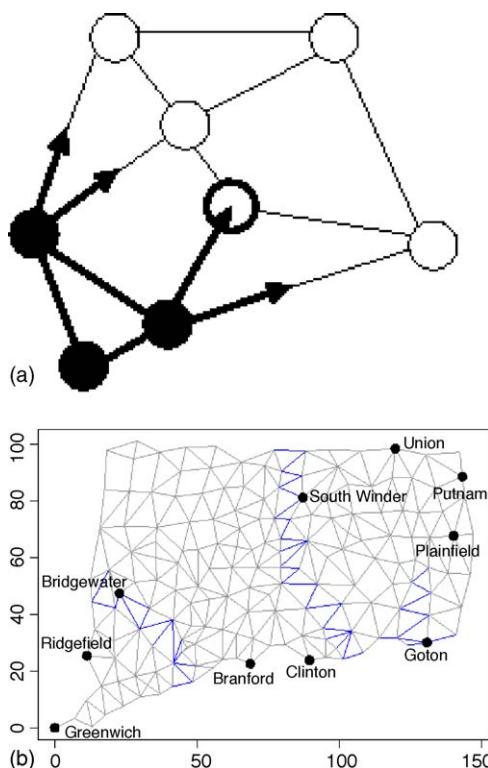 (a)
100
80
60
40
20
0
Union
South Winder
Putnam
Plainfield
Bridgewater
Ridgefield
Branford
Clinton
Goton
Greenwich
0 50 100 150
(b)